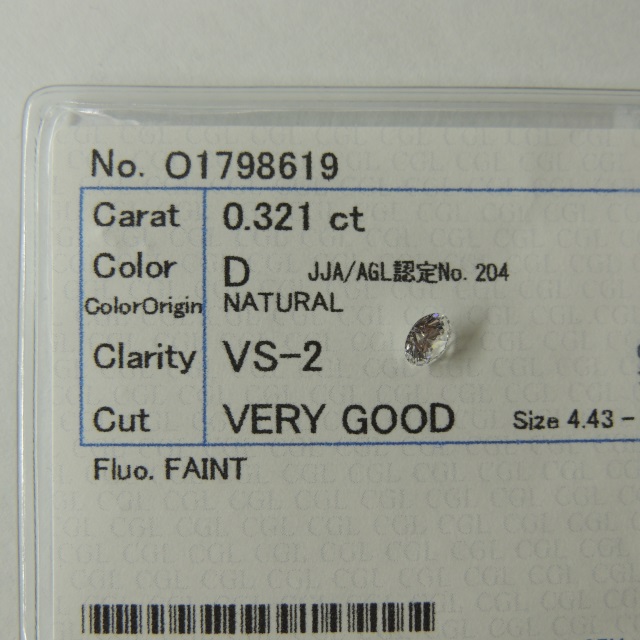 No. O1798619
Carat 0.321 ct
Color D JJA/AGL認定No. 204
ColorOrigin NATURAL
Clarity VS-2
Cut VERY GOOD Size 4.43 -
Fluo. FAINT